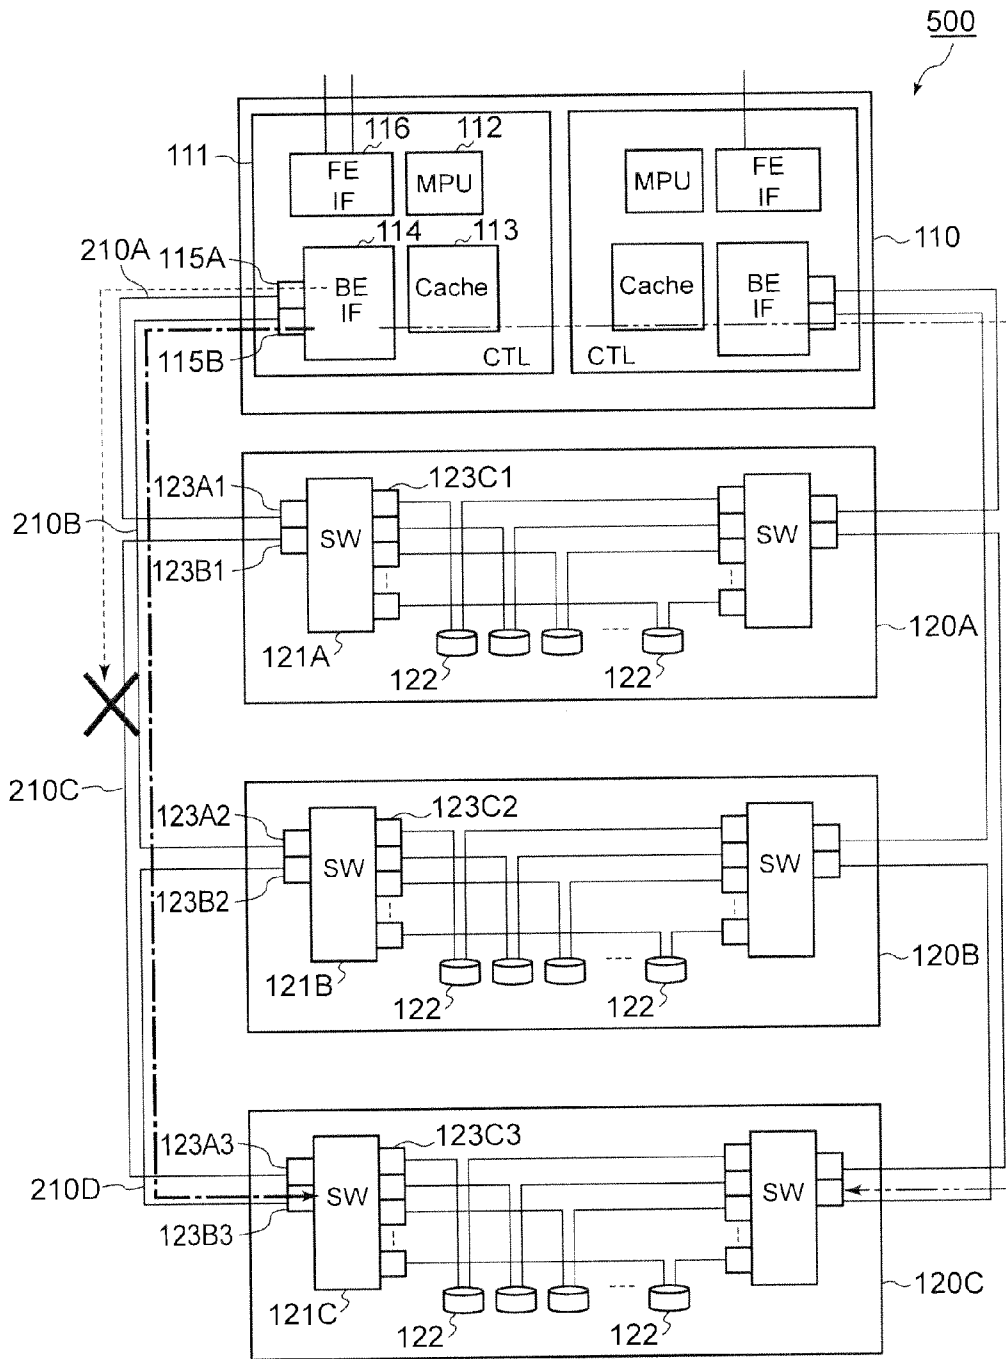 500
116
112
111
FE
IF
MPU
MPU
FE
IF
114
113
110
210A
115A
BE
IF
Cache
Cache
BE
IF
115B
CTL
CTL
123A1
123C1
210B
SW
SW
123B1
121A
122
122
120A
210C
123A2
123C2
SW
SW
123B2
121B
122
122
120B
123A3
123C3
210D
SW
SW
123B3
121C
122
122
120C